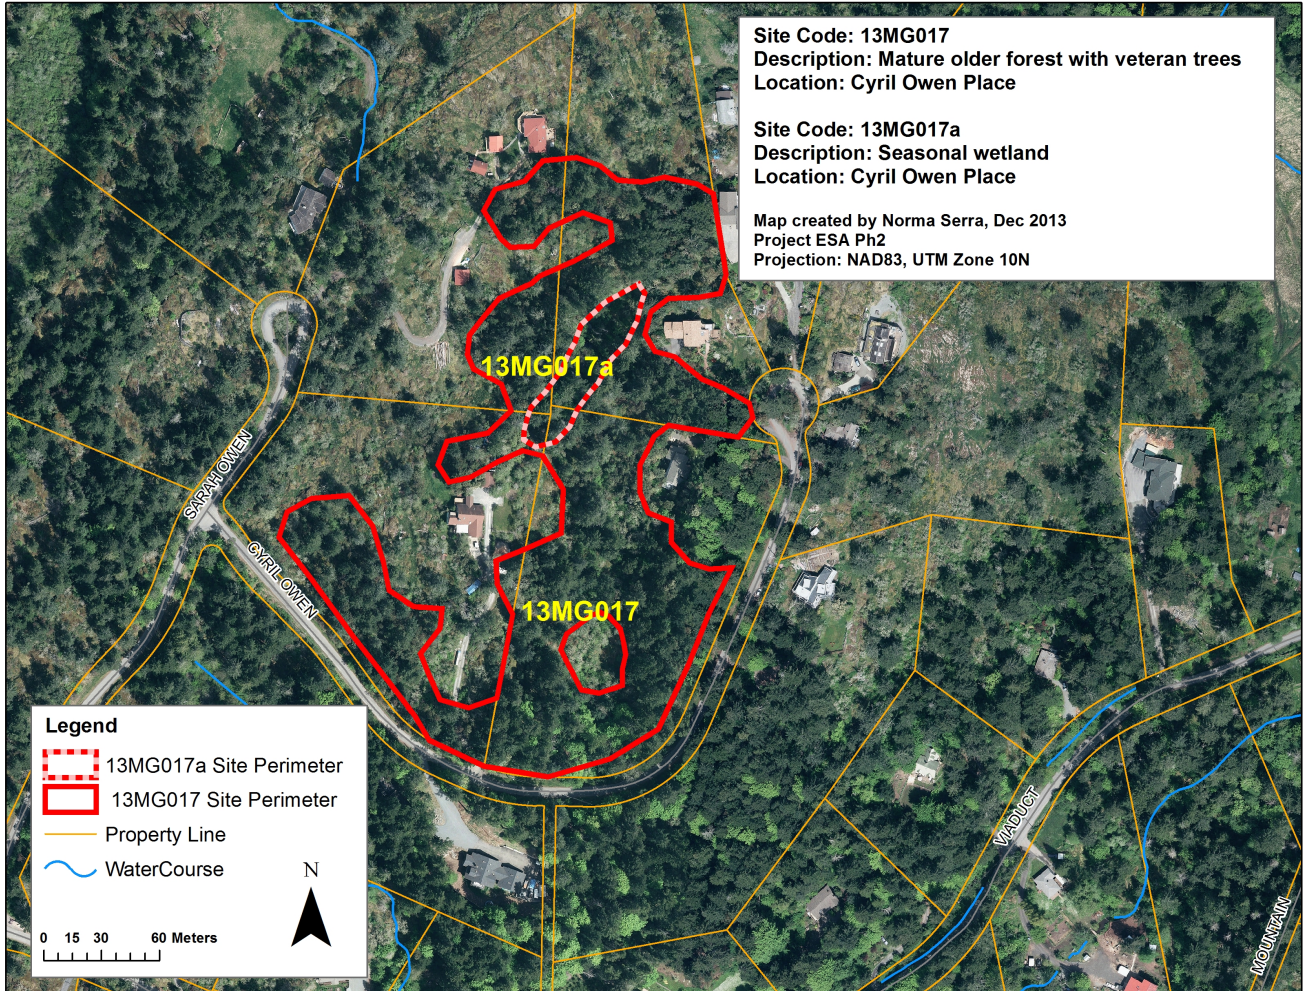 Site Code: 13MG017
Description: Mature older forest with veteran trees
Location: Cyril Owen Place
Site Code: 13MG017a
Description: Seasonal wetland
Location: Cyril Owen Place
Map created by Norma Serra, Dec 2013
Project ESA Ph2
Projection: NAD83, UTM Zone 10N
13MG017a
SARAH OWEN
CYRIL OWEN
13MG017
VIADUCT
MOUNTAIN
Legend
13MG017a Site Perimeter
13MG017 Site Perimeter
Property Line
WaterCourse
N
0 15 30 60 Meters